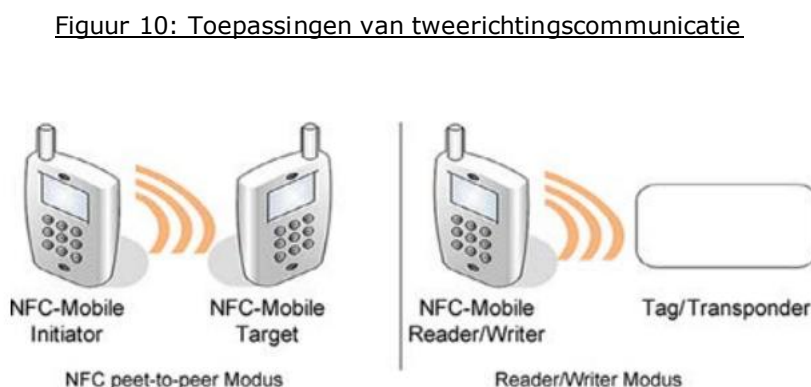 Figuur 10: Toepassingen van tweerichtingscommunicatie
NFC-Mobile
Initiator
NFC-Mobile
Target
NFC peet-to-peer Modus
NFC-Mobile
Reader/Writer
Tag/Transponder
Reader/Writer Modus